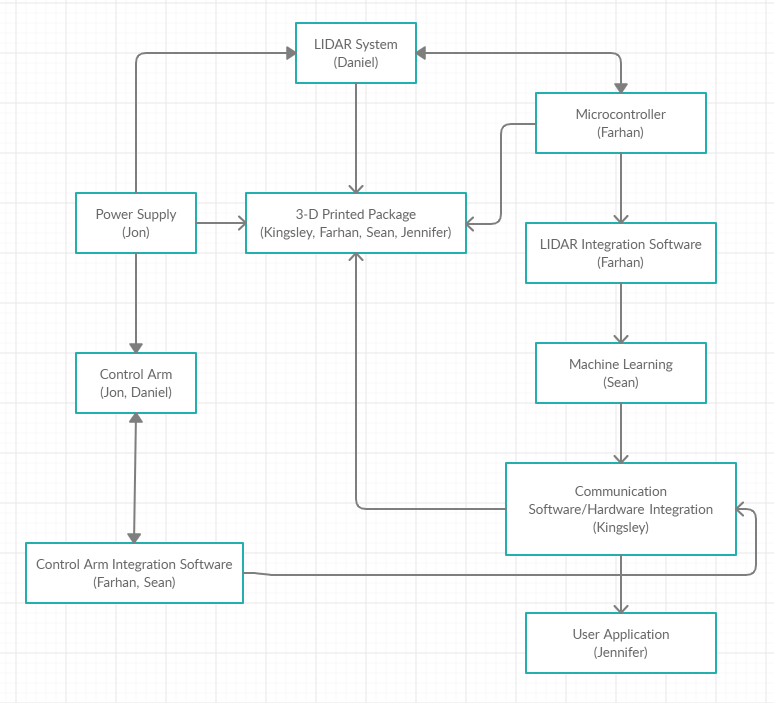 LIDAR System
(Daniel)
Microcontroller
(Farhan)
Power Supply
(Jon)
3-D Printed Package
(Kingsley, Farhan, Sean, Jennifer)
LIDAR Integration Software
(Farhan)
Control Arm
(Jon, Daniel)
Machine Learning
(Sean)
Communication
Software/Hardware Integration
(Kingsley)
Control Arm Integration Software
(Farhan, Sean)
User Application
(Jennifer)